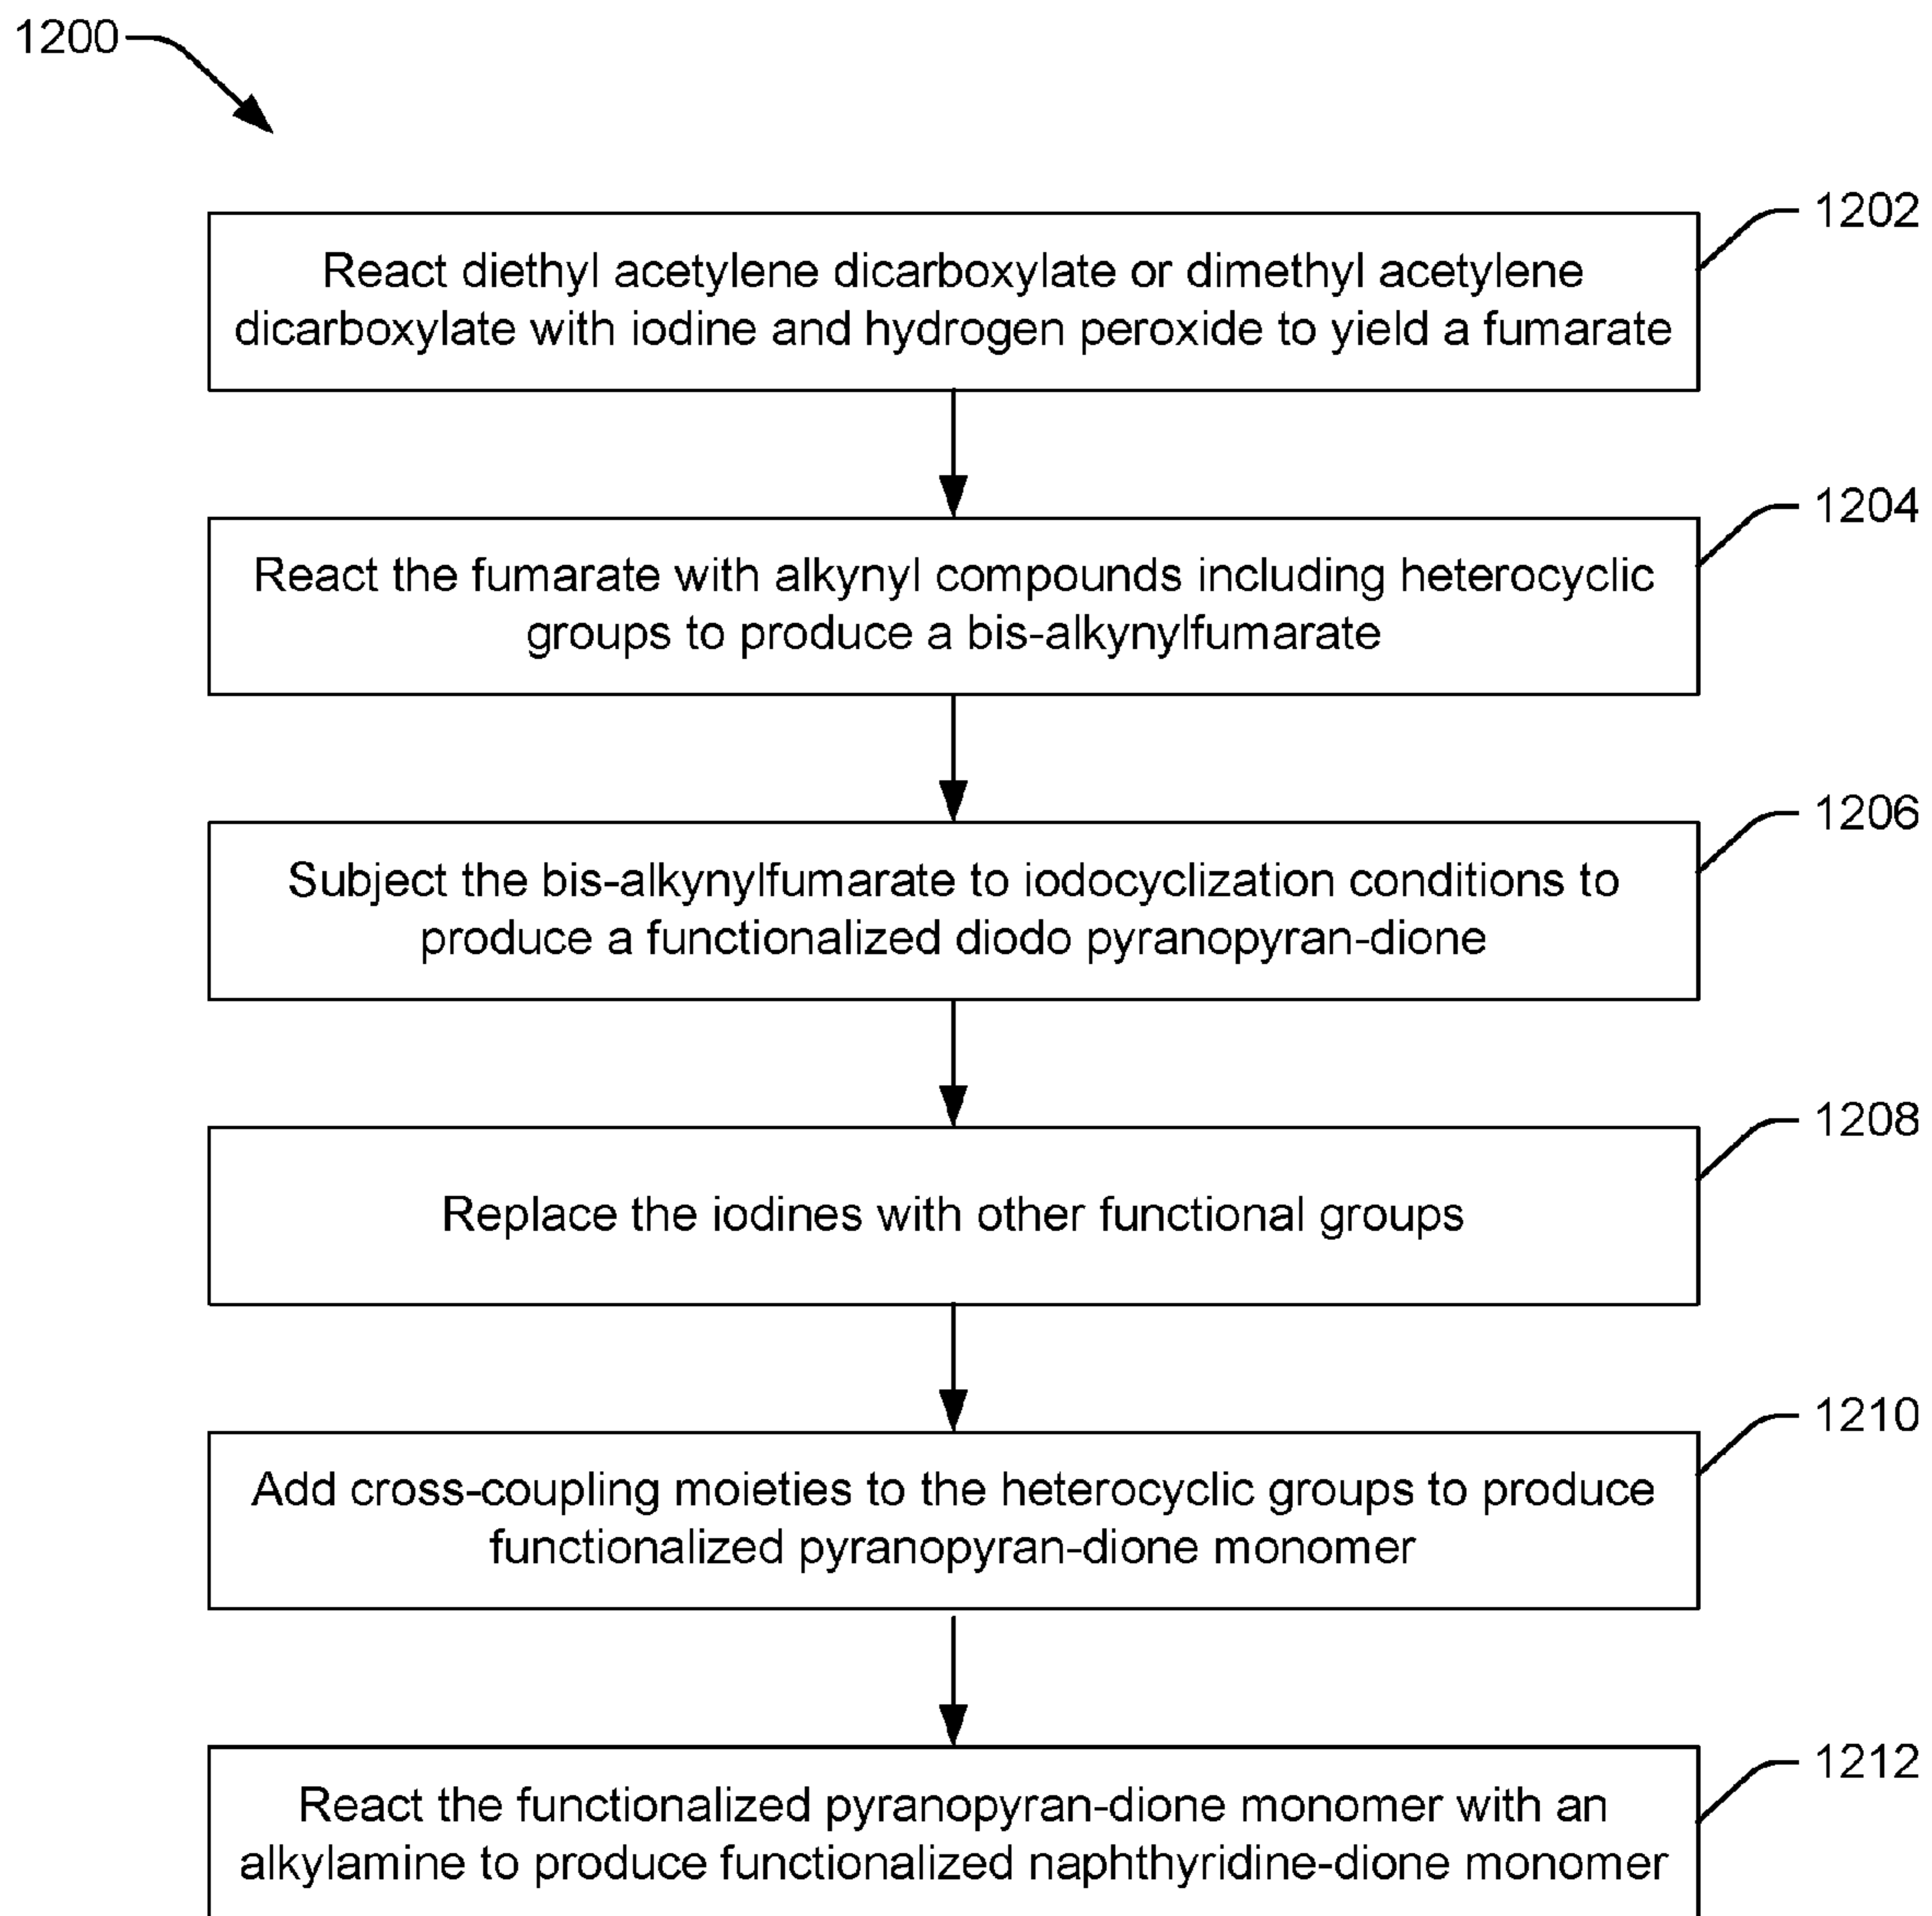 1200
1202
React diethyl acetylene dicarboxylate or dimethyl acetylene
dicarboxylate with iodine and hydrogen peroxide to yield a fumarate
1204
React the fumarate with alkynyl compounds including heterocyclic
groups to produce a bis-alkynylfumarate
1206
Subject the bis-alkynylfumarate to iodocyclization conditions to
produce a functionalized diodo pyranopyran-dione
1208
Replace the iodines with other functional groups
1210
Add cross-coupling moieties to the heterocyclic groups to produce
functionalized pyranopyran-dione monomer
1212
React the functionalized pyranopyran-dione monomer with an
alkylamine to produce functionalized naphthyridine-dione monomer